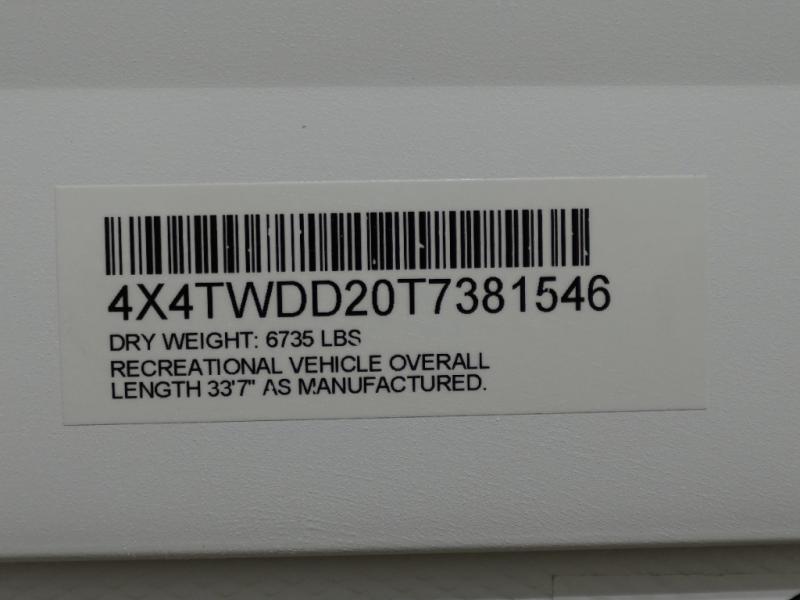 4X4TWDD20T7381546
DRY WEIGHT: 6735 LBS
RECREATIONAL VEHICLE OVERALL
LENGTH 33'7" AS MANUFACTURED.